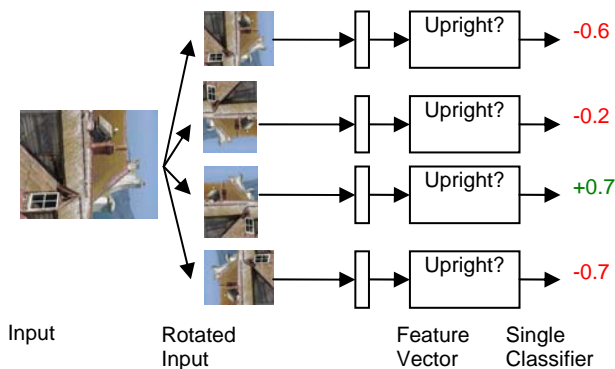 Upright?
-0.6
Upright?
-0.2
Upright?
+0.7
Upright?
-0.7
Input
Rotated
Input
Feature
Vector
Single
Classifier